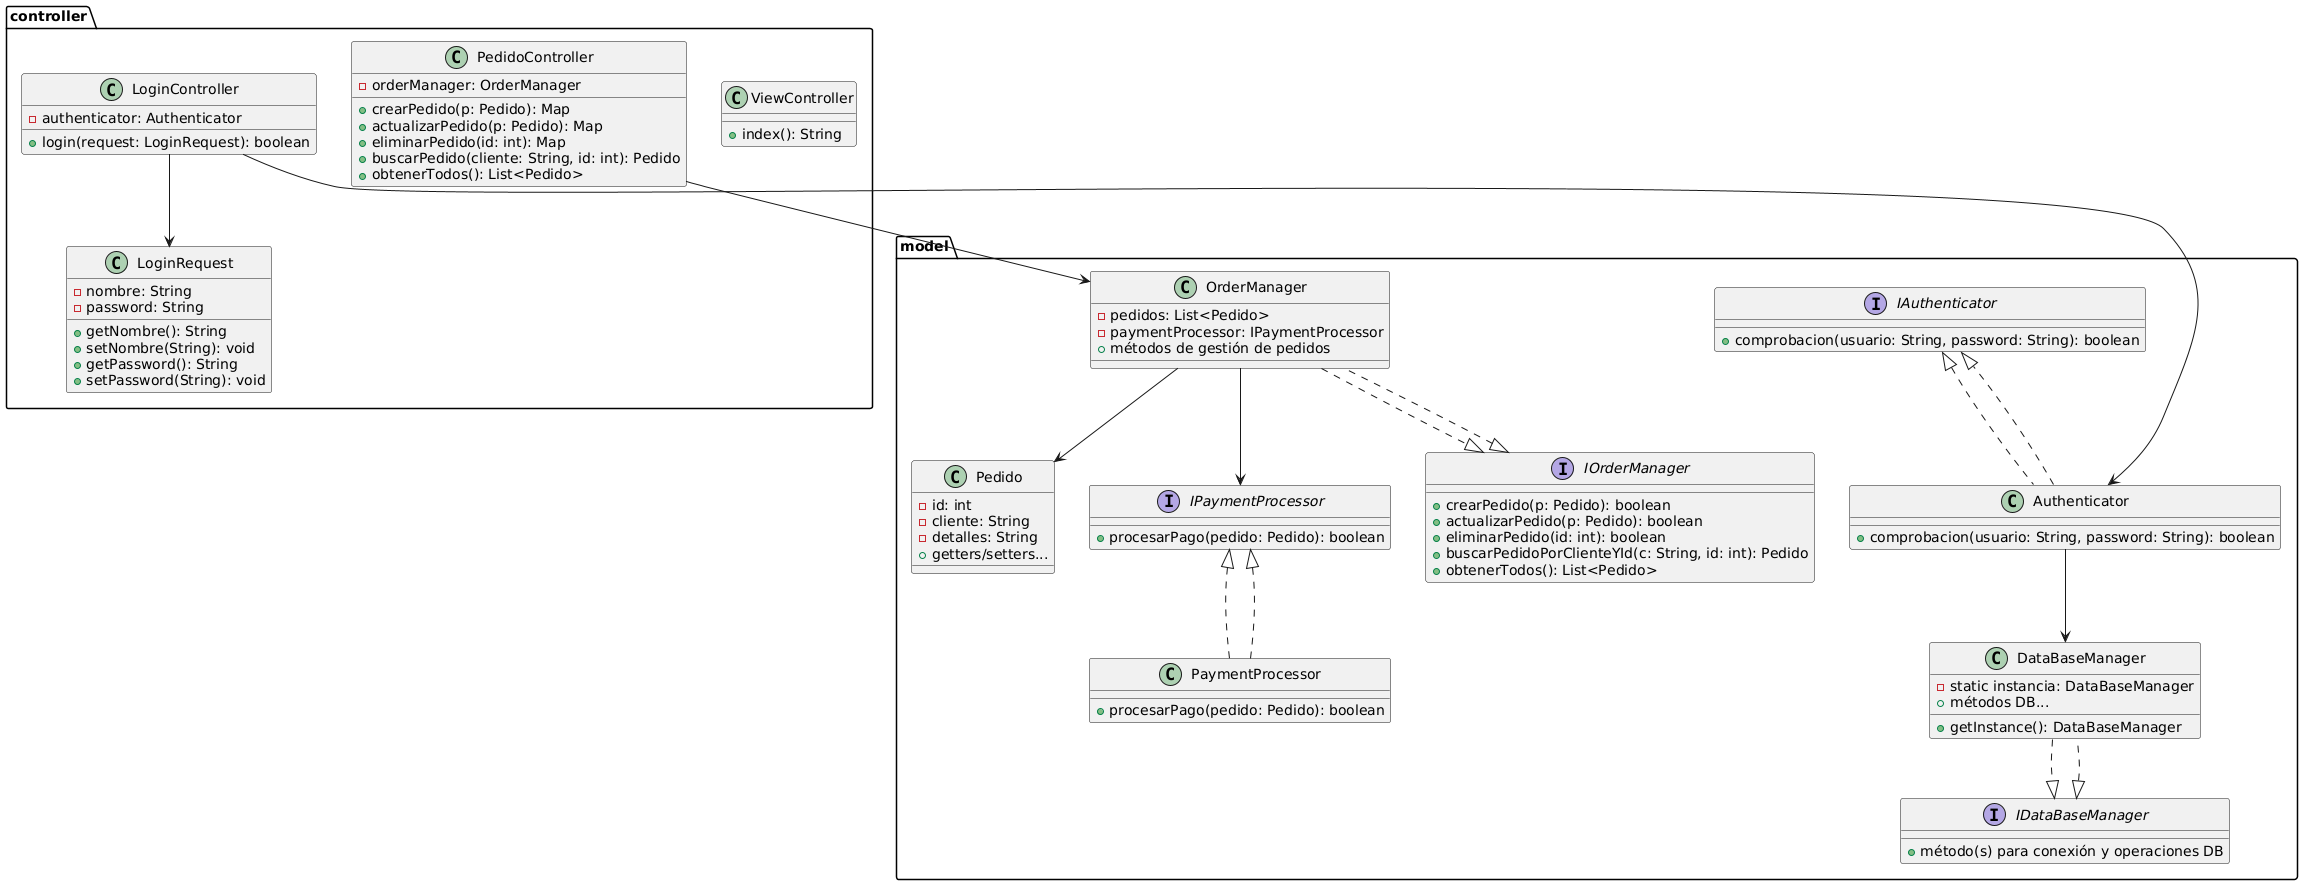 controller
C LoginController
authenticator: Authenticator
login(request: LoginRequest): boolean
C PedidoController
orderManager: OrderManager
crearPedido(p: Pedido): Map
actualizarPedido(p: Pedido): Map
eliminarPedido(id: int): Map
buscarPedido(cliente: String, id: int): Pedido
obtenerTodos(): List<Pedido>
C ViewController
index(): String
C LoginRequest
nombre: String
password: String
getNombre(): String
setNombre(String): void
getPassword(): String
setPassword(String): void
model
C OrderManager
pedidos: List<Pedido>
paymentProcessor: IPaymentProcessor
métodos de gestión de pedidos
I IAuthenticator
comprobacion(usuario: String, password: String): boolean
C Pedido
id: int
cliente: String
detalles: String
getters/setters...
I IPaymentProcessor
procesarPago(pedido: Pedido): boolean
I IOrderManager
crearPedido(p: Pedido): boolean
actualizarPedido(p: Pedido): boolean
eliminarPedido(id: int): boolean
buscarPedidoPorClienteYId(c: String, id: int): Pedido
obtenerTodos(): List<Pedido>
C Authenticator
comprobacion(usuario: String, password: String): boolean
C PaymentProcessor
procesarPago(pedido: Pedido): boolean
C DataBaseManager
static instancia: DataBaseManager
métodos DB...
getInstance(): DataBaseManager
I IDataBaseManager
método(s) para conexión y operaciones DB